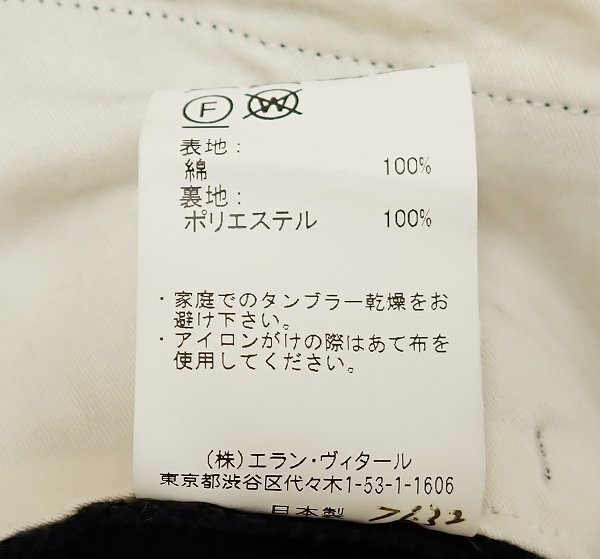 F W
表地:
綿 100%
裏地:
ポリエステル 100%
・家庭でのタンブラー乾燥をお
避け下さい。
・アイロンがけの際はあて布を
使用してください。
(株)エラン・ヴィタール
東京都渋谷区代々木1-53-1-1606
日本製